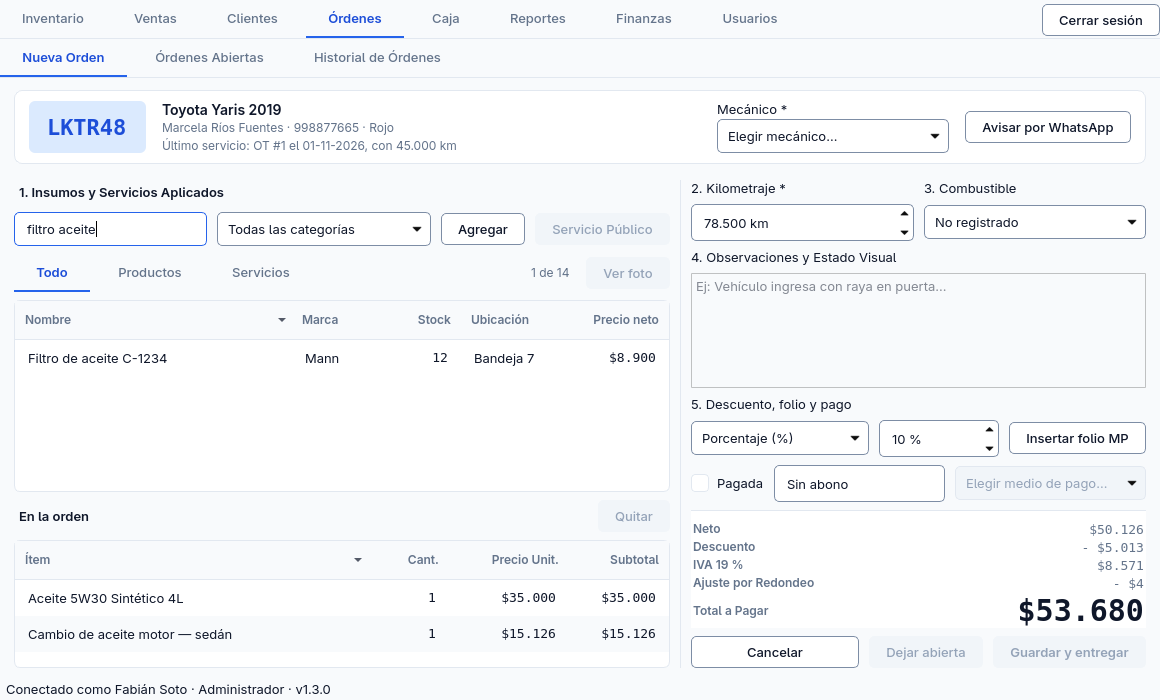 Inventario Ventas Clientes Órdenes Caja Reportes Finanzas Usuarios Cerrar sesión
Nueva Orden Órdenes Abiertas Historial de Órdenes
LKTR48
Toyota Yaris 2019
Marcela Ríos Fuentes · 998877665 · Rojo
Último servicio: OT #1 el 01-11-2026, con 45.000 km
Mecánico *
Elegir mecánico...
Avisar por WhatsApp
1. Insumos y Servicios Aplicados
filtro aceite Todas las categorías Agregar Servicio Público
Todo Productos Servicios 1 de 14 Ver foto
Nombre Marca Stock Ubicación Precio neto
Filtro de aceite C-1234 Mann 12 Bandeja 7 $8.900
En la orden Quitar
Ítem Cant. Precio Unit. Subtotal
Aceite 5W30 Sintético 4L 1 $35.000 $35.000
Cambio de aceite motor — sedán 1 $15.126 $15.126
2. Kilometraje * 3. Combustible
78.500 km No registrado
4. Observaciones y Estado Visual
Ej: Vehículo ingresa con raya en puerta...
5. Descuento, folio y pago
Porcentaje (%) 10 % Insertar folio MP
Pagada Sin abono Elegir medio de pago...
Neto $50.126
Descuento - $5.013
IVA 19 % $8.571
Ajuste por Redondeo - $4
Total a Pagar $53.680
Cancelar Dejar abierta Guardar y entregar
Conectado como Fabián Soto · Administrador · v1.3.0